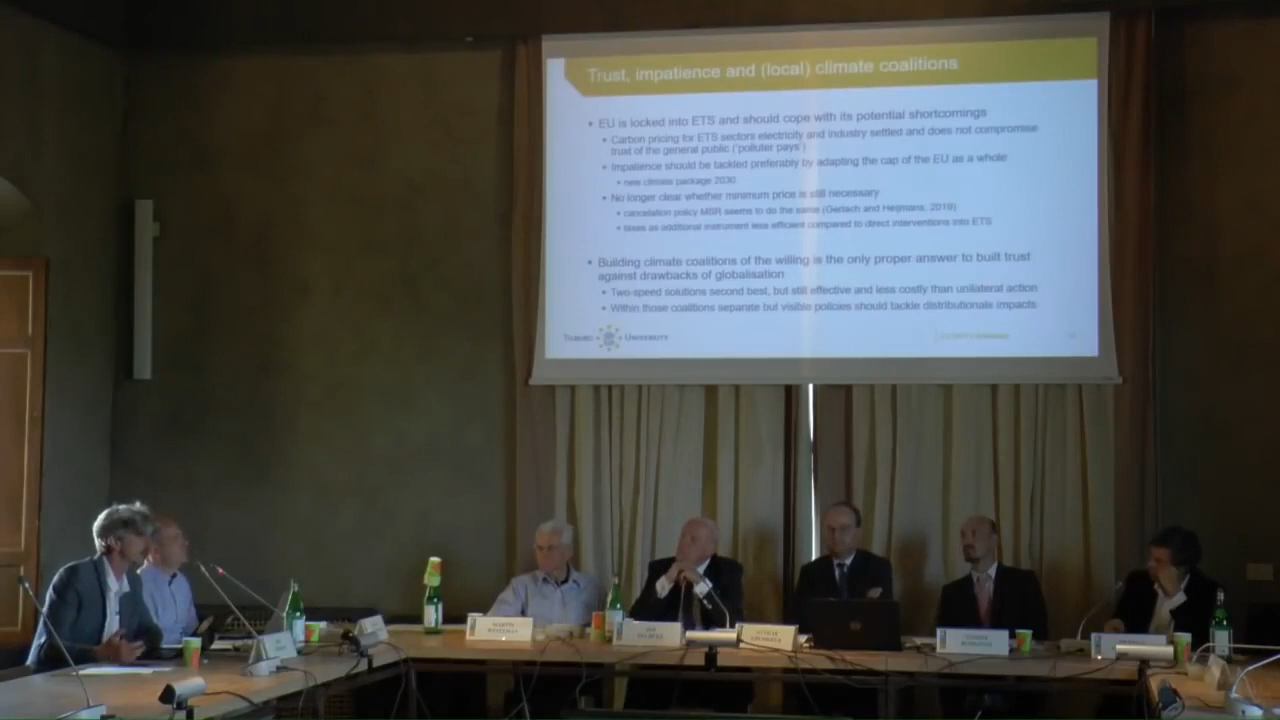 Trust, impatience and (local) climate coalitions
EU is locked into ETS and should cope with its potential shortcomings
Carbon pricing for ETS sectors electricity and industry settled and does not compromise
trust of the general public ('polluter pays')
Impatience should be tackled preferably by adapting the cap of the EU as a whole
new climate package 2030
No longer clear whether minimum price is still necessary
cancelation policy MSR seems to do the same (Gerlach and Heijmans, 2019)
taxes as additional instrument less efficient compared to direct interventions into ETS
Building climate coalitions of the willing is the only proper answer to built trust
against drawbacks of globalisation
Two-speed solutions second best, but still effective and less costly than unilateral action
Within those coalitions separate but visible policies should tackle distributionale impacts
TILBURG UNIVERSITY
MARTIN